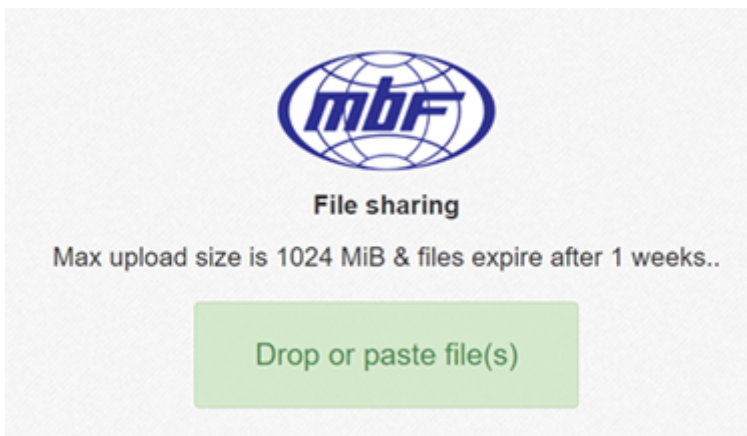 mbf
File sharing
Max upload size is 1024 MiB & files expire after 1 weeks..
Drop or paste file(s)